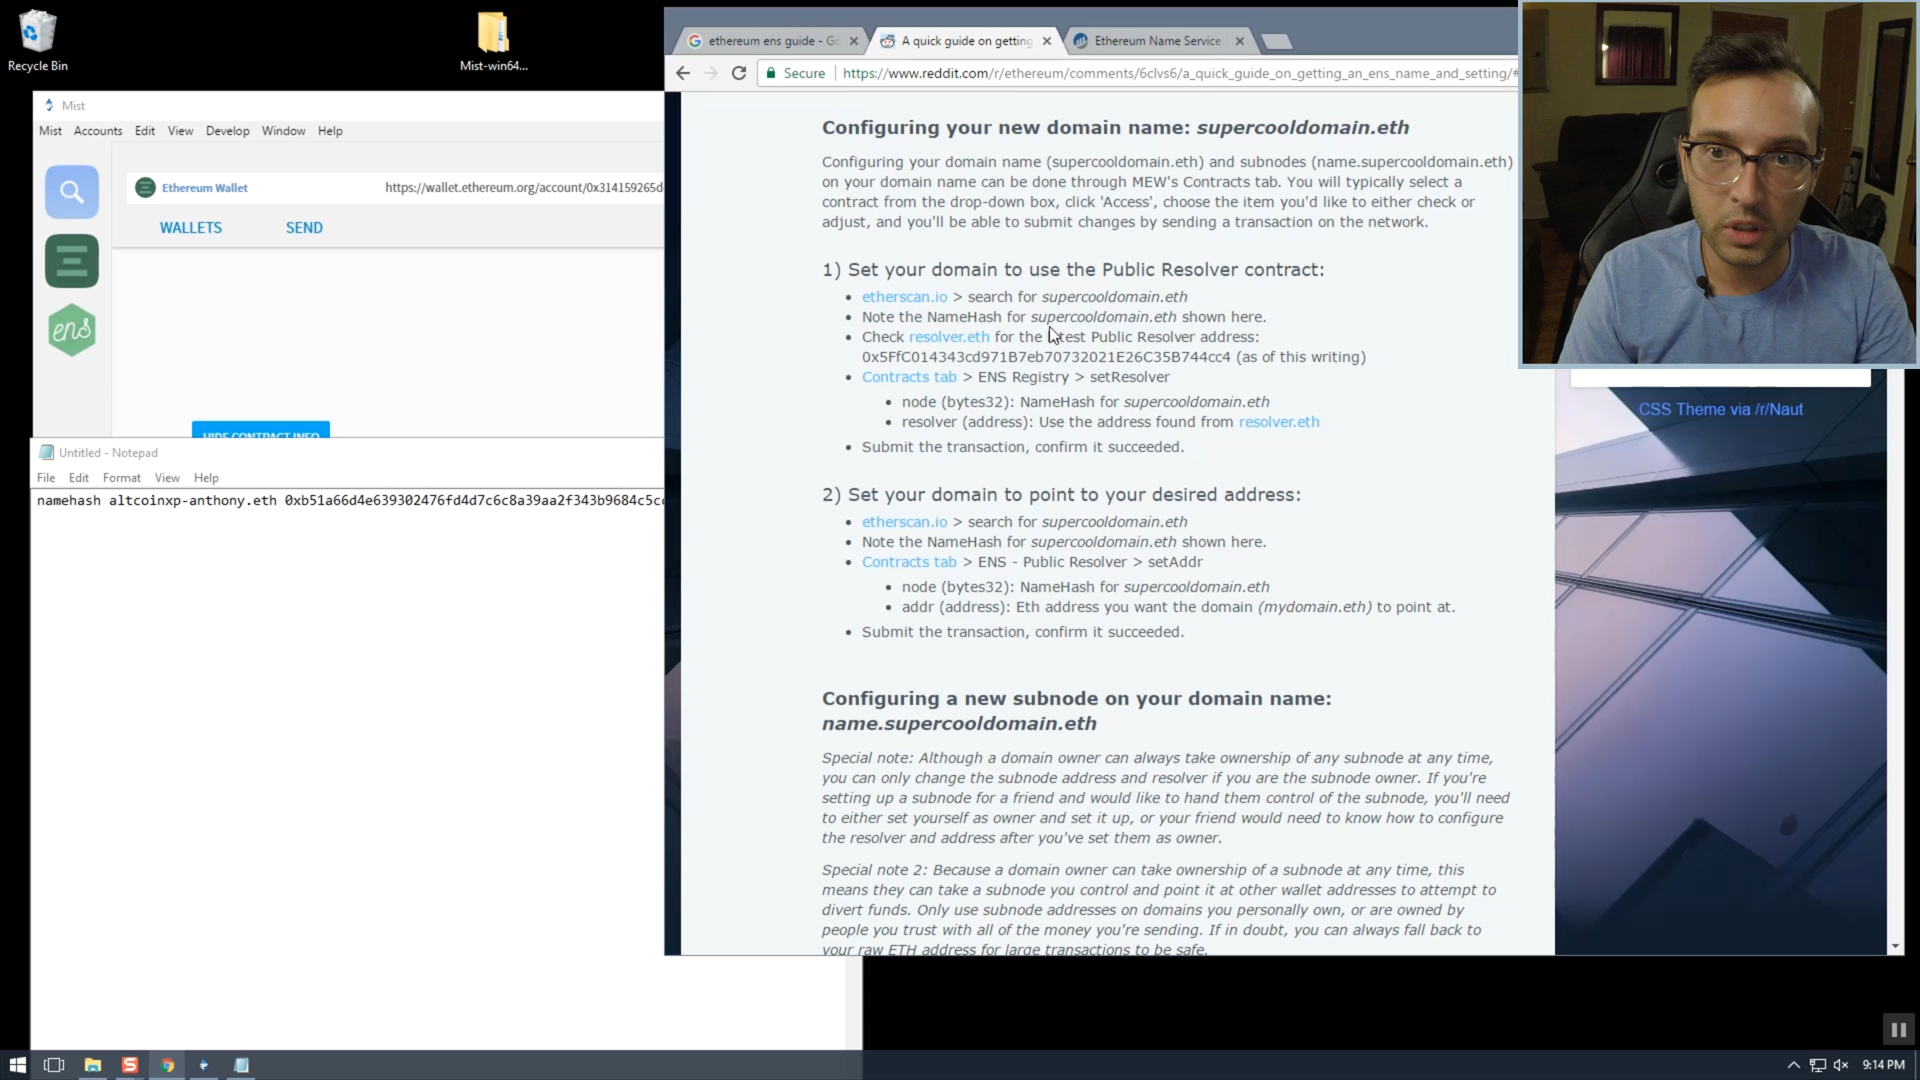 Recycle Bin
Mist-win64...
Mist
Mist Accounts Edit View Develop Window Help
Ethereum Wallet
https://wallet.ethereum.org/account/0x314159265d
WALLETS
SEND
HIDE CONTRACT INFO
ens
Untitled - Notepad
File Edit Format View Help
namehash altcoinxp-anthony.eth 0xb51a66d4e639302476fd4d7c6c8a39aa2f343b9684c5c
ethereum ens guide - Go
A quick guide on getting
Ethereum Name Service
Secure
https://www.reddit.com/r/ethereum/comments/6clvs6/a_quick_guide_on_getting_an_ens_name_and_setting/#
Configuring your new domain name: supercooldomain.eth
Configuring your domain name (supercooldomain.eth) and subnodes (name.supercooldomain.eth)
on your domain name can be done through MEW's Contracts tab. You will typically select a
contract from the drop-down box, click 'Access', choose the item you'd like to either check or
adjust, and you'll be able to submit changes by sending a transaction on the network.
1) Set your domain to use the Public Resolver contract:
etherscan.io > search for supercooldomain.eth
Note the NameHash for supercooldomain.eth shown here.
Check resolver.eth for the latest Public Resolver address:
0x5FfC014343cd971B7eb70732021E26C35B744cc4 (as of this writing)
Contracts tab > ENS Registry > setResolver
node (bytes32): NameHash for supercooldomain.eth
resolver (address): Use the address found from resolver.eth
Submit the transaction, confirm it succeeded.
2) Set your domain to point to your desired address:
etherscan.io > search for supercooldomain.eth
Note the NameHash for supercooldomain.eth shown here.
Contracts tab > ENS - Public Resolver > setAddr
node (bytes32): NameHash for supercooldomain.eth
addr (address): Eth address you want the domain (mydomain.eth) to point at.
Submit the transaction, confirm it succeeded.
Configuring a new subnode on your domain name:
name.supercooldomain.eth
Special note: Although a domain owner can always take ownership of any subnode at any time,
you can only change the subnode address and resolver if you are the subnode owner. If you're
setting up a subnode for a friend and would like to hand them control of the subnode, you'll need
to either set yourself as owner and set it up, or your friend would need to know how to configure
the resolver and address after you've set them as owner.
Special note 2: Because a domain owner can take ownership of a subnode at any time, this
means they can take a subnode you control and point it at other wallet addresses to attempt to
divert funds. Only use subnode addresses on domains you personally own, or are owned by
people you trust with all of the money you're sending. If in doubt, you can always fall back to
your raw ETH address for large transactions to be safe.
CSS Theme via /r/Naut
9:14 PM